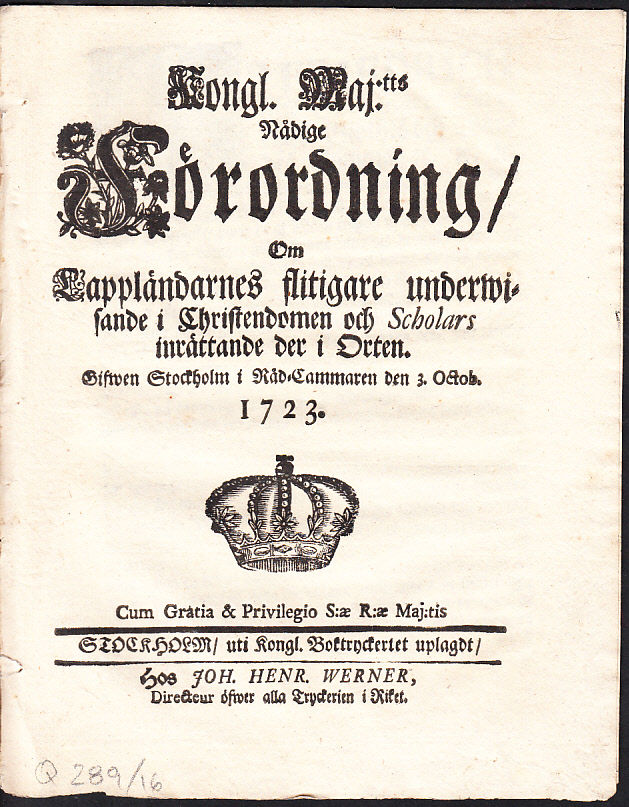 Kongl. Maj:tts
Nådige
Förordning/
Om
Lappländarnes flitigare underwi-
sande i Christendomen och Scholars
inrättande der i Orten.
Gifwen Stockholm i Råd-Cammaren den 3. Octob.
1723.
Cum Gratia & Privilegio S:æ R:æ Maj:tis
STOCKHOLM/ uti Kongl. Boktryckeriet uplagdt/
Hos JOH. HENR. WERNER,
Directeur öfwer alla Tryckerien i Riket.
Q 289/16